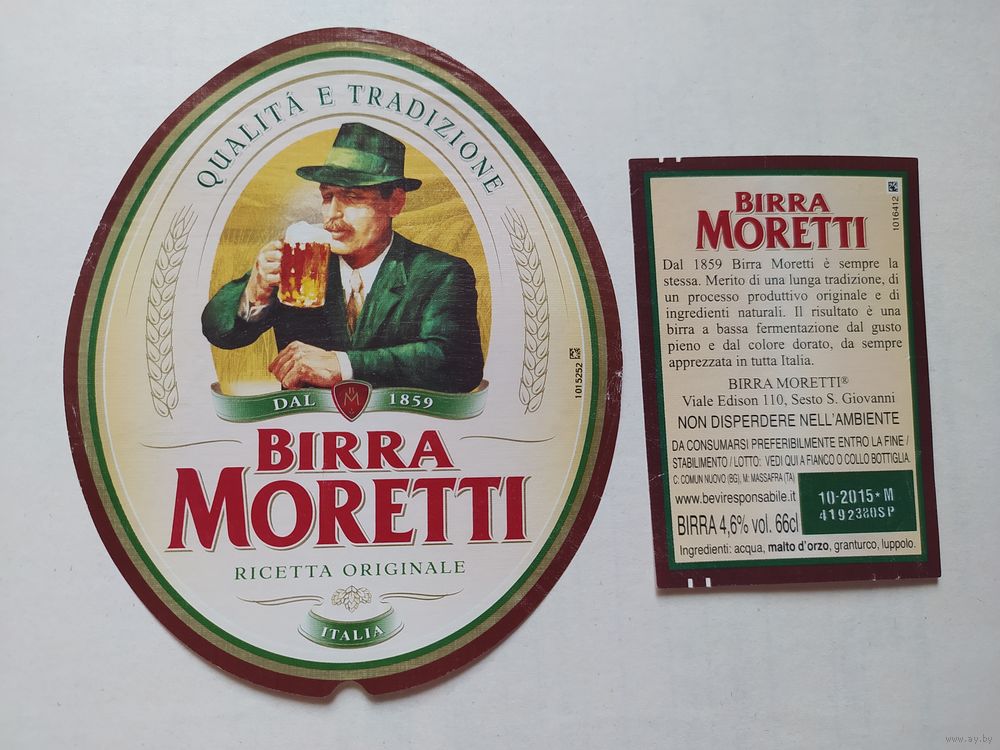 QUALITÁ E TRADIZIONE
DAL M 1859
BIRRA
MORETTI
RICETTA ORIGINALE
ITALIA
1015252
BIRRA
MORETTI
1016412
Dal 1859 Birra Moretti è sempre la
stessa. Merito di una lunga tradizione, di
un processo produttivo originale e di
ingredienti naturali. Il risultato è una
birra a bassa fermentazione dal gusto
pieno e dal colore dorato, da sempre
apprezzata in tutta Italia.
BIRRA MORETTI®
Viale Edison 110, Sesto S. Giovanni
NON DISPERDERE NELL'AMBIENTE
DA CONSUMARSI PREFERIBILMENTE ENTRO LA FINE /
STABILIMENTO / LOTTO: VEDI QUI A FIANCO O COLLO BOTTIGLIA
C: COMUN NUOVO (BG), M: MASSAFRA (TA)
www.beviresponsabile.it
10-2015* M
4192380SP
BIRRA 4,6% vol. 66cl
Ingredienti: acqua, malto d'orzo, granturco, luppolo.
www.ay.by